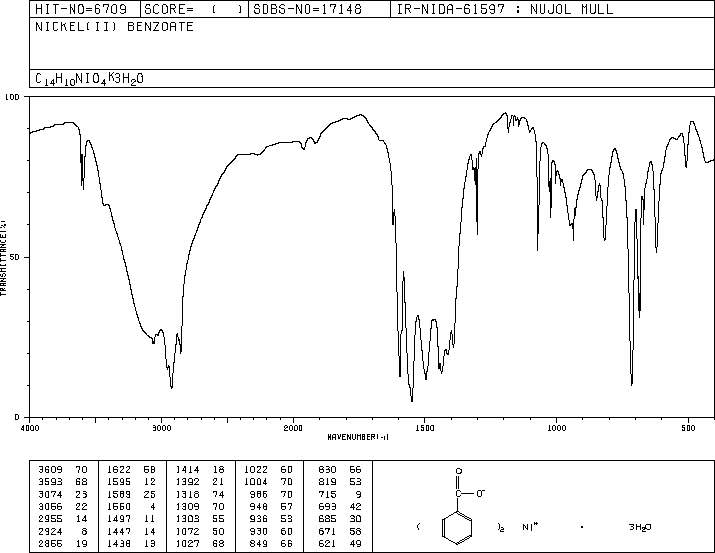 HIT-NO=6709 SCORE= ( ) SDBS-NO=17148 IR-NIDA-61597 : NUJOL MULL
NICKEL(II) BENZOATE
C14H10NIO4K3H2O
100
50
0
TRANSMITTANCE(%)
4000 3000 2000 1500 1000 500
WAVENUMBER(-1)
3609 70 1622 58 1414 18 1022 60 830 66
3593 68 1595 12 1392 21 1004 70 819 53
3074 23 1589 25 1318 74 986 70 715 9
3056 22 1550 4 1309 70 948 57 693 42
2955 14 1497 11 1303 55 936 53 685 30
2924 8 1447 14 1072 50 930 60 671 58
2855 19 1438 13 1027 68 849 66 621 49
O
C O-
( )2 Ni2+ · 3H2O